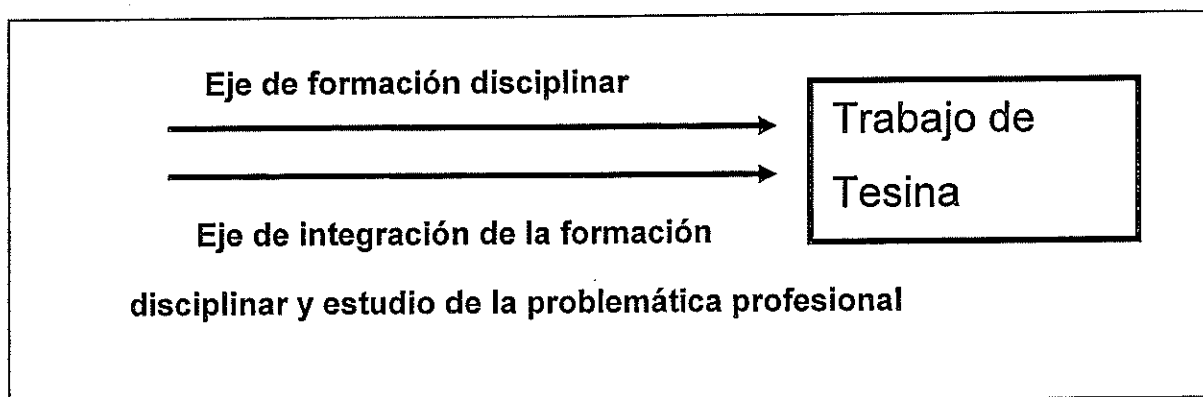 Eje de formación disciplinar
Trabajo de
Tesina
Eje de integración de la formación
disciplinar y estudio de la problemática profesional